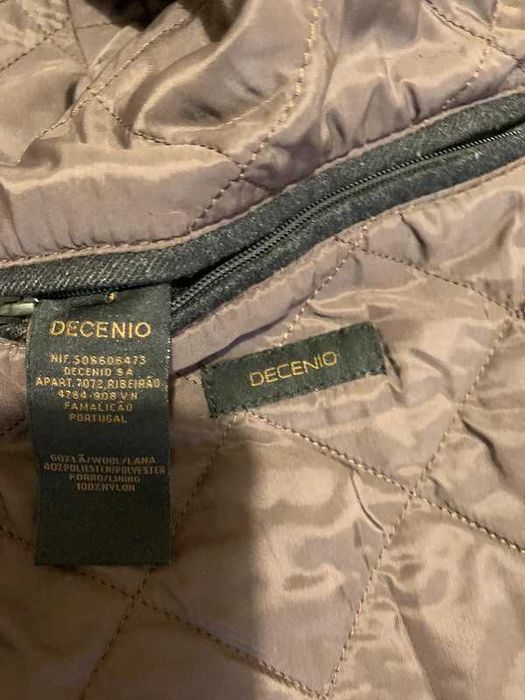 DECENIO
NIF.508606473
DECENIO SA
APART.7072,RIBEIRÃO
4784-908 V N
FAMALICÃO
PORTUGAL
60%LÃ/WOOL/LANA
40%POLIESTER/POLYESTER
FORRO/LINING
100%NYLON
DECENIO